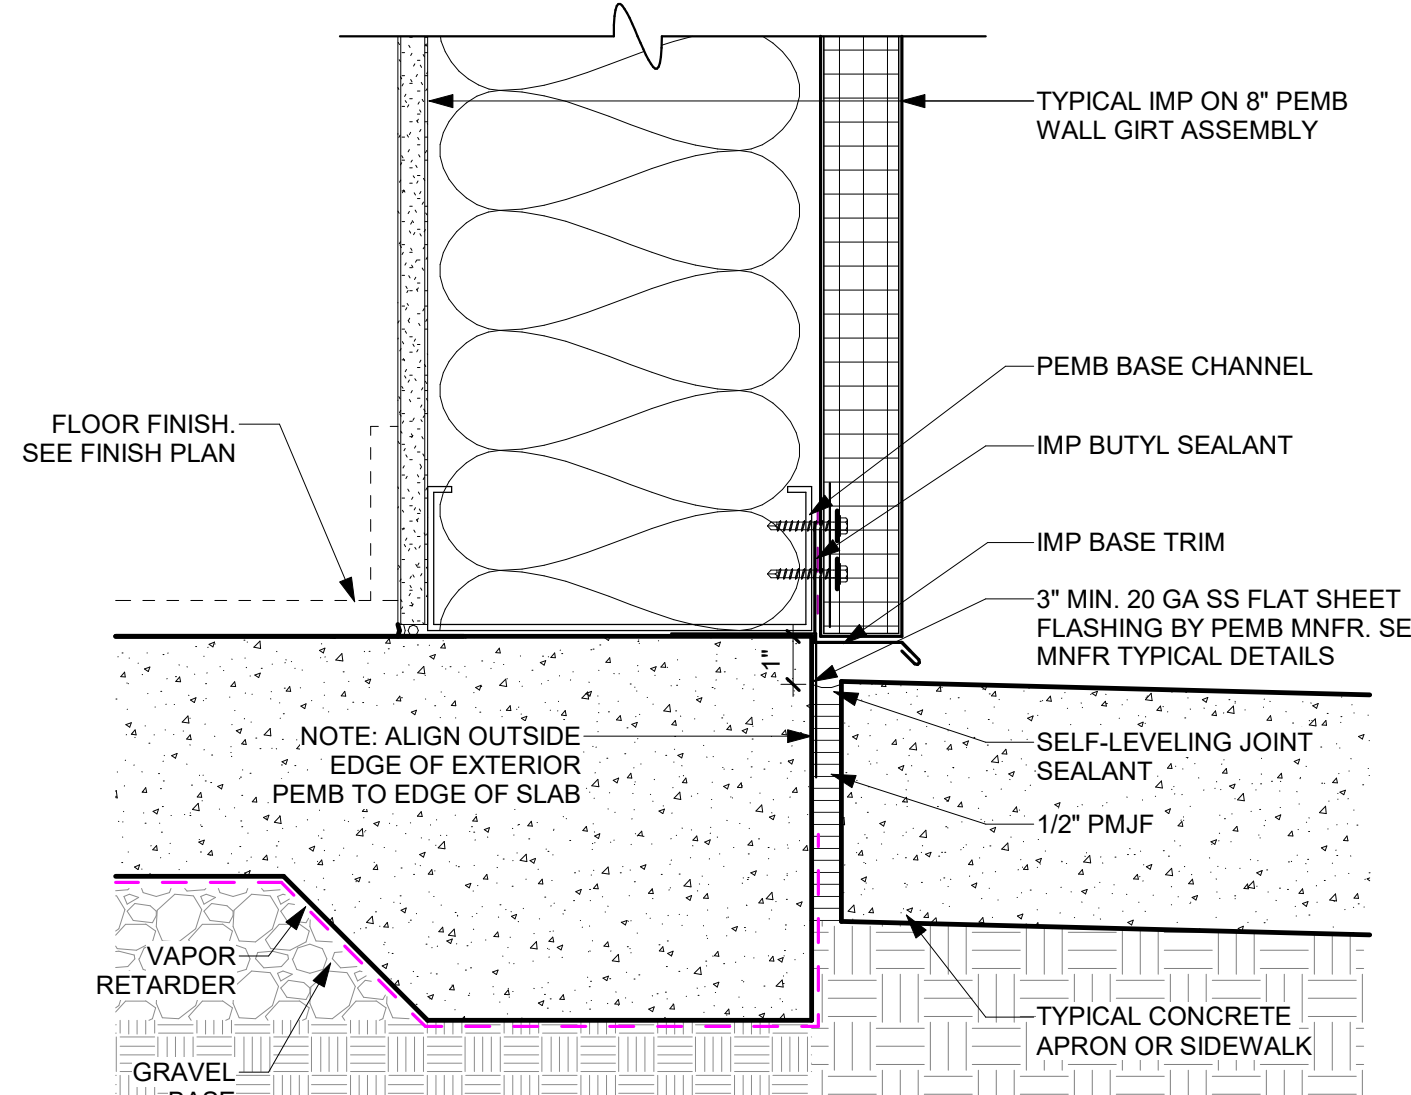 TYPICAL IMP ON 8" PEMB
WALL GIRT ASSEMBLY
PEMB BASE CHANNEL
FLOOR FINISH.
SEE FINISH PLAN
IMP BUTYL SEALANT
IMP BASE TRIM
3" MIN. 20 GA SS FLAT SHEET
FLASHING BY PEMB MNFR. SE
MNFR TYPICAL DETAILS
1"
NOTE: ALIGN OUTSIDE
EDGE OF EXTERIOR
PEMB TO EDGE OF SLAB
SELF-LEVELING JOINT
SEALANT
1/2" PMJF
VAPOR
RETARDER
TYPICAL CONCRETE
APRON OR SIDEWALK
GRAVEL
BASE